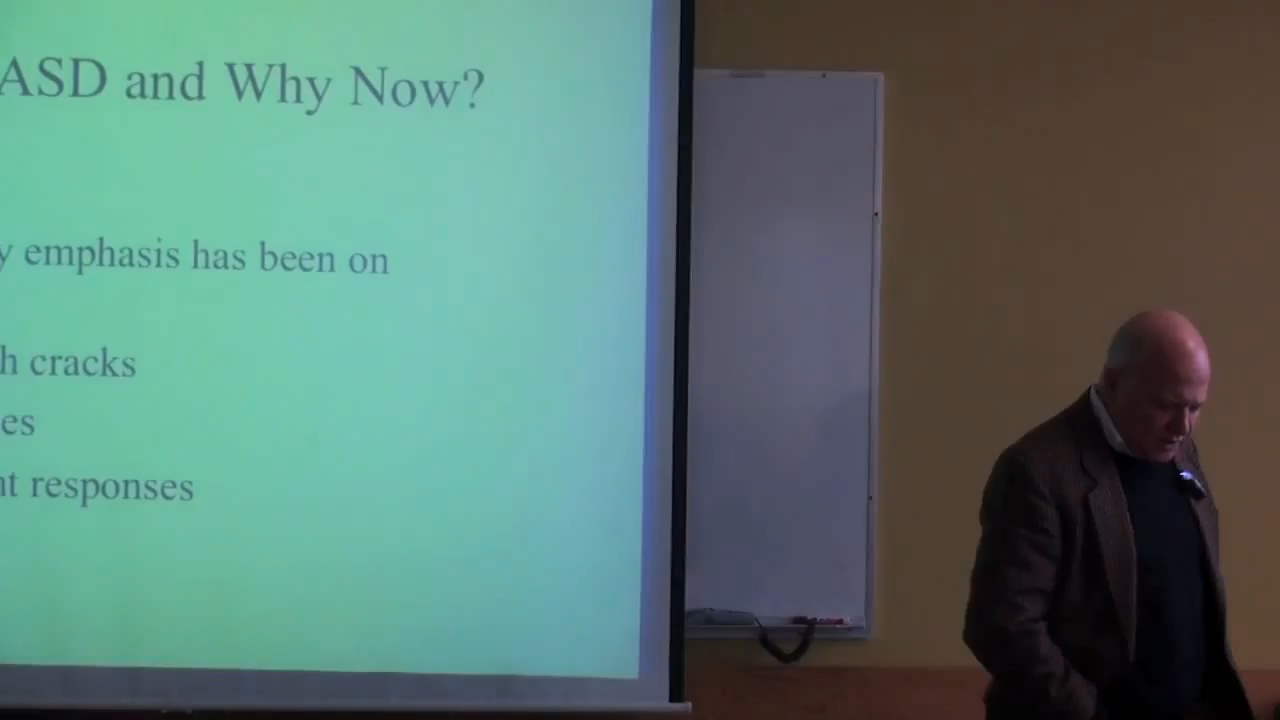 ASD and Why Now?
y emphasis has been on
h cracks
es
nt responses